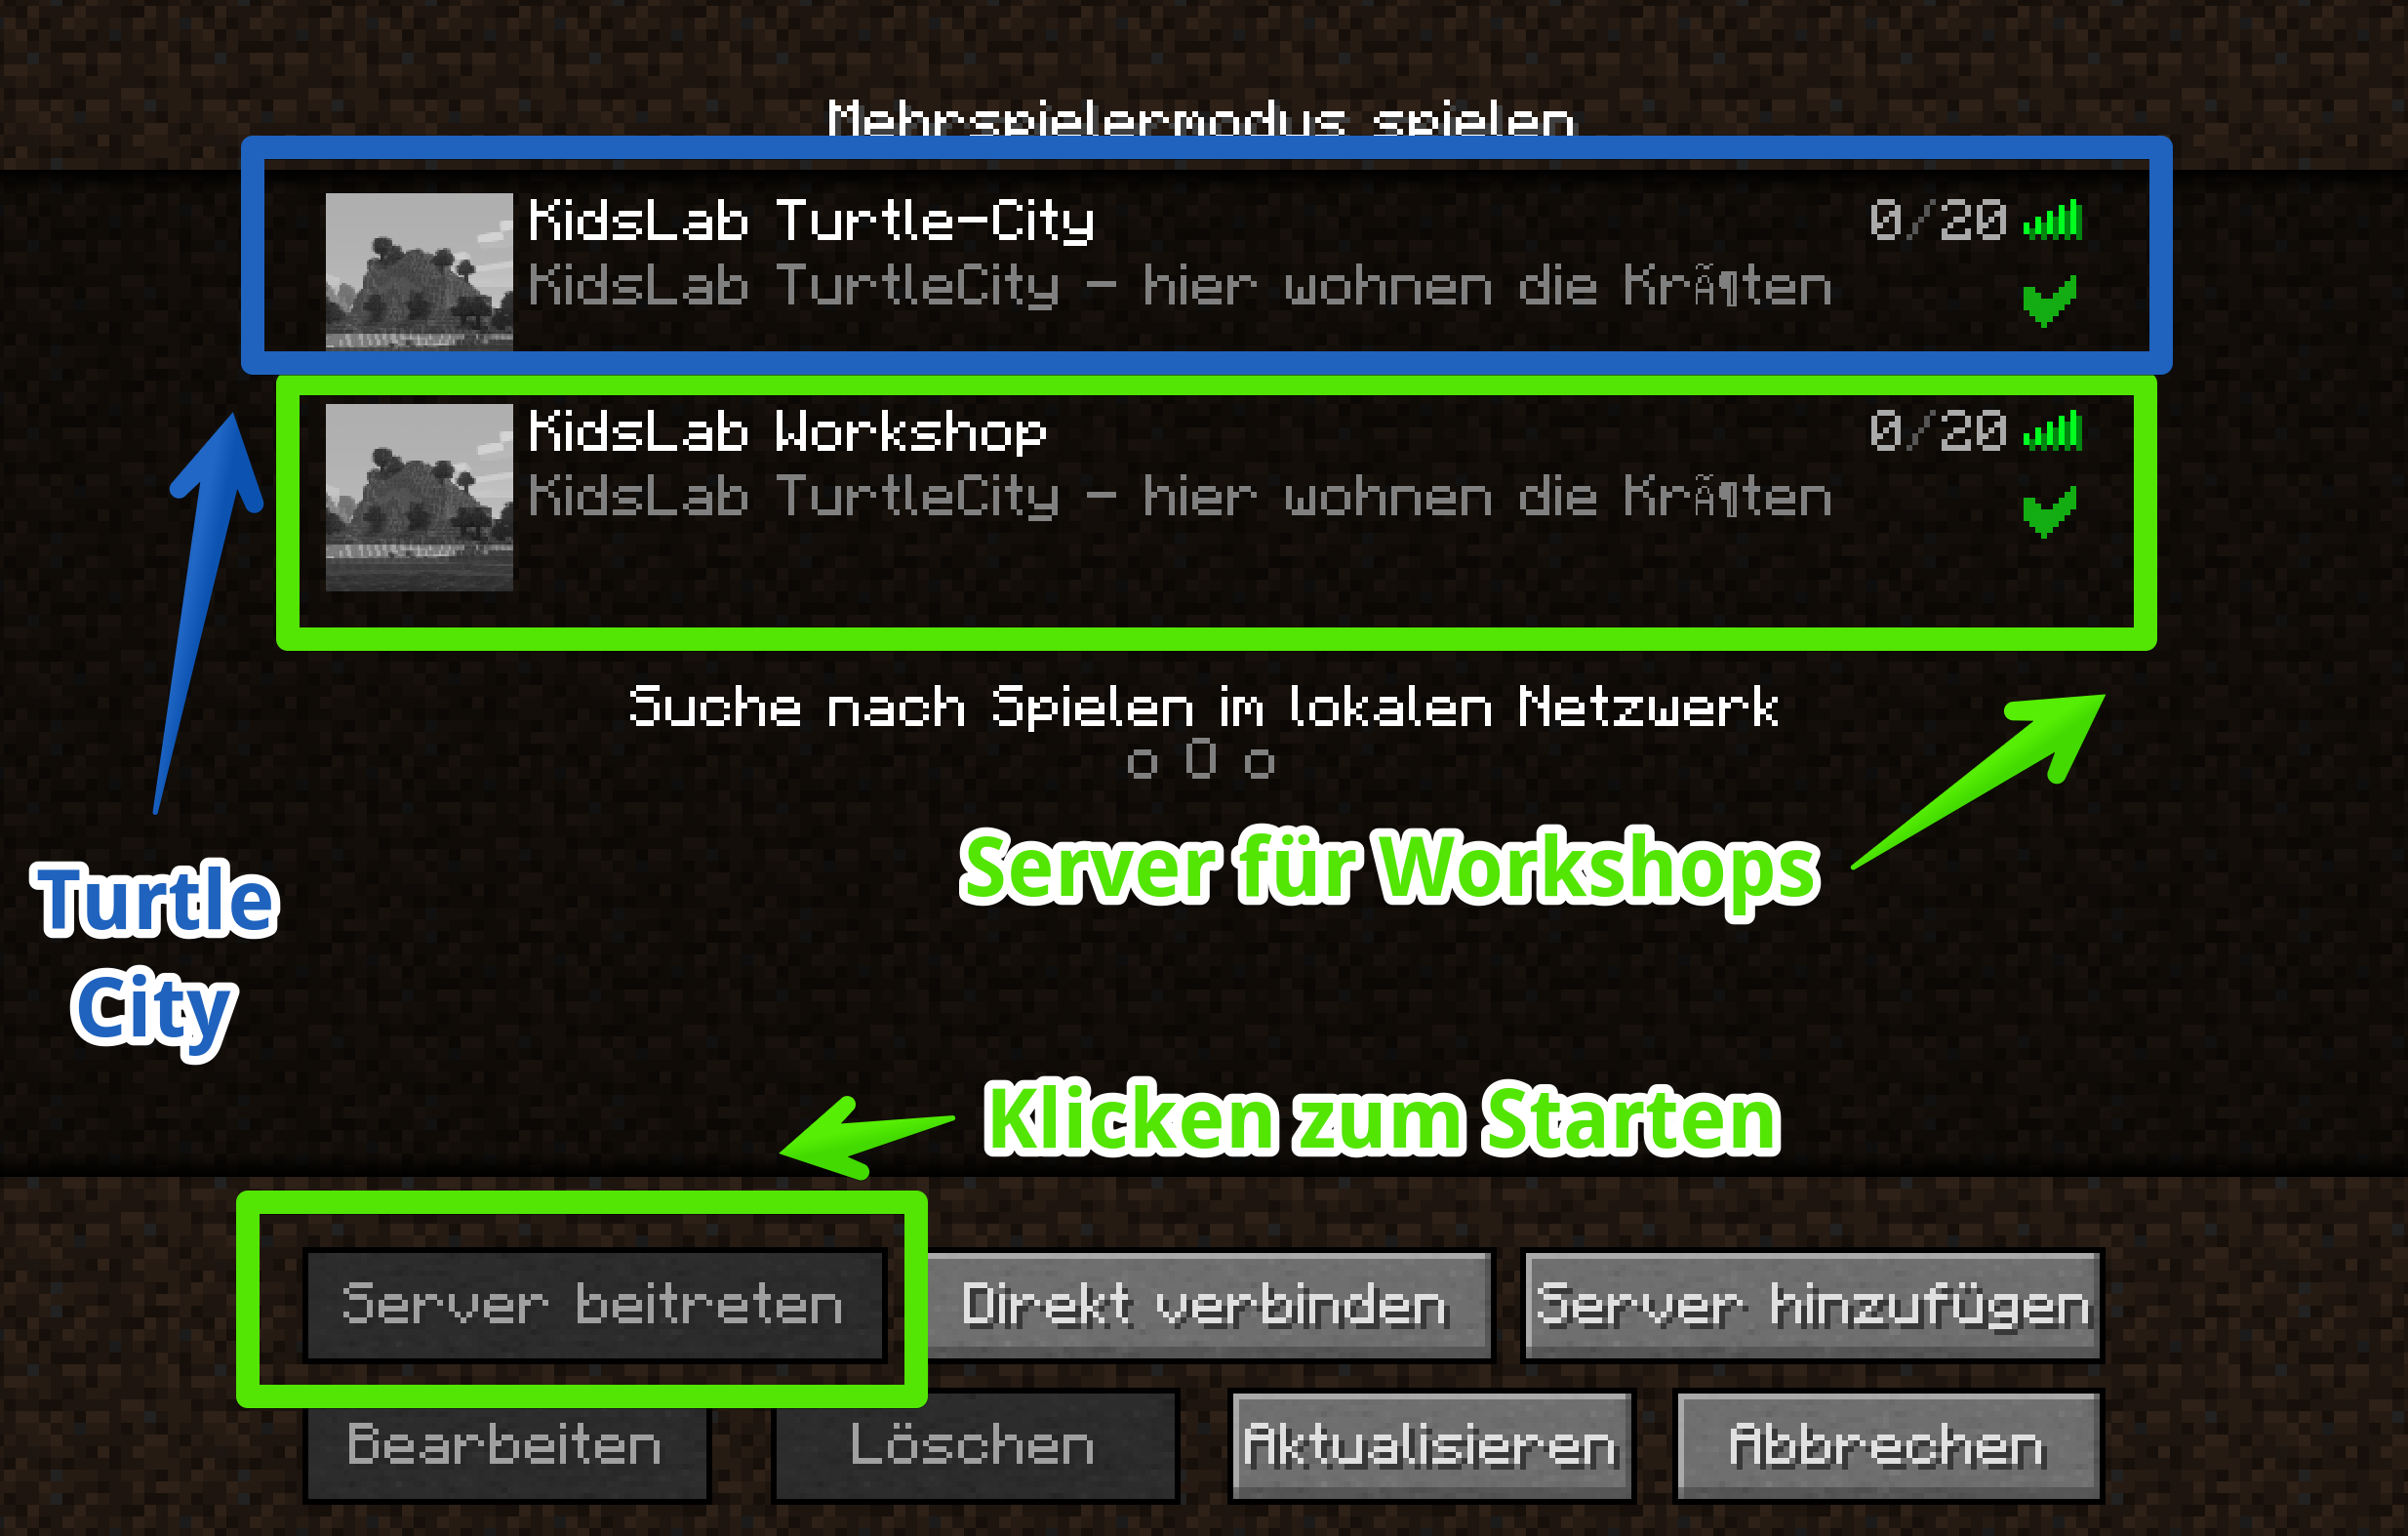 Mehrspielermodus spielen
KidsLab Turtle-City 0/20
KidsLab TurtleCity - hier wohnen die KrÃ¶ten
KidsLab Workshop 0/20
KidsLab TurtleCity - hier wohnen die KrÃ¶ten
Suche nach Spielen im lokalen Netzwerk
o O o
Server für Workshops
Turtle
City
Klicken zum Starten
Server beitreten Direkt verbinden Server hinzufügen
Bearbeiten Löschen Aktualisieren Abbrechen